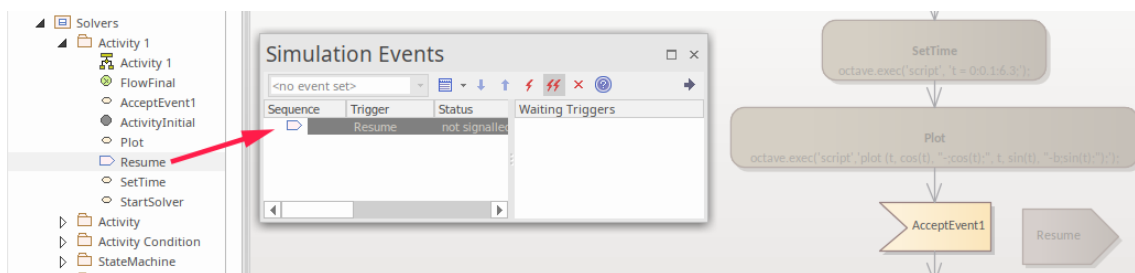 Solvers
Activity 1
Activity 1
FlowFinal
AcceptEvent1
ActivityInitial
Plot
Resume
SetTime
StartSolver
Activity
Activity Condition
StateMachine
Simulation Events
<no event set>
Sequence Trigger Status Waiting Triggers
Resume not signalled
SetTime
octave.exec('script', 't = 0:0.1:6.3;');
Plot
octave.exec('script','plot (t, cos(t), "-;cos(t);", t, sin(t), "-b;sin(t);");');
AcceptEvent1
Resume